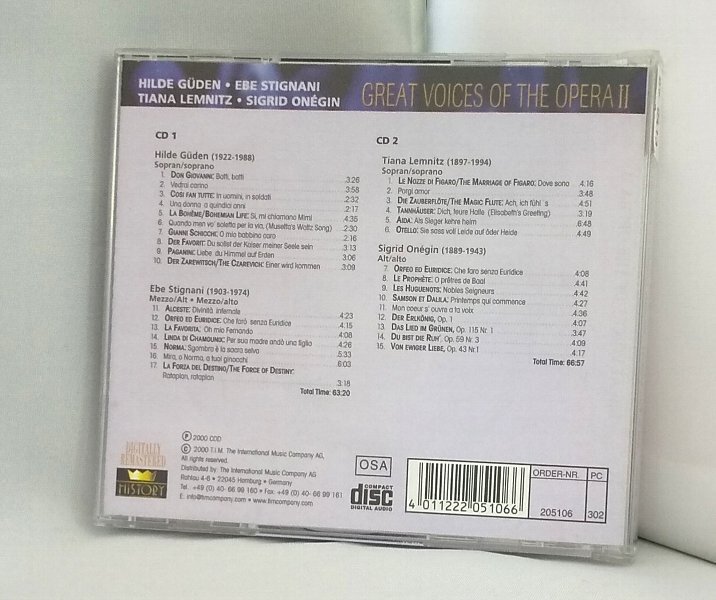 HILDE GÜDEN • EBE STIGNANI
TIANA LEMNITZ • SIGRID ONÉGIN
GREAT VOICES OF THE OPERA II
CD 1
Hilde Güden (1922-1988)
Sopran/soprano
1. DON GIOVANNI: Batti, batti 3:26
2. Vedrai carino 3:58
3. COSI FAN TUTTE: In uomini, in soldati 2:32
4. Una donna a quindici anni 2:17
5. LA BOHÈME/BOHEMIAN LIFE: Si, mi chiamano Mimi 4:35
6. Quando men vo' soletta per la via, (Musetta's Waltz Song) 2:30
7. GIANNI SCHICCHI: O mio babbino caro 2:16
8. DER FAVORIT: Du sollst der Kaiser meiner Seele sein 3:13
9. PAGANINI: Liebe, du Himmel auf Erden 3:06
10. DER ZAREWITSCH/THE CZAREVICH: Einer wird kommen 3:09
Ebe Stignani (1903-1974)
Mezzo/Alt • Mezzo/alto
11. ALCESTE: Divinità infernale 4:23
12. ORFEO ED EURIDICE: Che farò senza Euridice 4:15
13. LA FAVORITA: Oh mio Fernando 4:08
14. LINDA DI CHAMOUNIX: Per sua madre andò una figlia 4:26
15. NORMA: Sgombra è la sacra selva 5:33
16. Mira, o Norma, a tuoi ginocchi 6:03
17. LA FORZA DEL DESTINO/THE FORCE OF DESTINY:
Rataplan, rataplan 3:18
Total Time: 63:20
CD 2
Tiana Lemnitz (1897-1994)
Sopran/soprano
1. LE NOZZE DI FIGARO/THE MARRIAGE OF FIGARO: Dove sono 4:16
2. Porgi amor 3:48
3. DIE ZAUBERFLÖTE/THE MAGIC FLUTE: Ach, ich fühl´s 4:51
4. TANNHÄUSER: Dich, teure Halle (Elisabeth's Greeting) 3:19
5. AIDA: Als Sieger kehre heim 6:48
6. OTELLO: Sie sass voll Leide auf öder Heide 4:49
Sigrid Onégin (1889-1943)
Alt/alto
7. ORFEO ED EURIDICE: Che faro senza Euridice 4:08
8. LE PROPHÈTE: O prêtres de Baal 4:41
9. LES HUGUENOTS: Nobles Seigneurs 4:42
10. SAMSON ET DALILA: Printemps qui commence 4:27
11. Mon coeur s' ouvre a ta voix 4:36
12. DER ERLKÖNIG, Op. 1 4:07
13. DAS LIED IM GRÜNEN, Op. 115 Nr. 1 3:47
14. DU BIST DIE RUH', Op. 59 Nr. 3 4:09
15. VON EWIGER LIEBE, Op. 43 Nr.1 4:17
Total Time: 66:57
DIGITALLY
REMASTERED
HISTORY
Ⓟ 2000 CDD
© 2000 T.I.M. The International Music Company AG,
All rights reserved.
Distributed by: The International Music Company AG
Rahlau 4-6 • 22045 Hamburg • Germany
Tel. +49 (0) 40- 66 99 160 • Fax: +49 (0) 40- 66 99 161
E: info@timcompany.com • www.timcompany.com
OSA
COMPACT
disc
DIGITAL AUDIO
4 011222 051066
ORDER-NR.
205106
PC
302